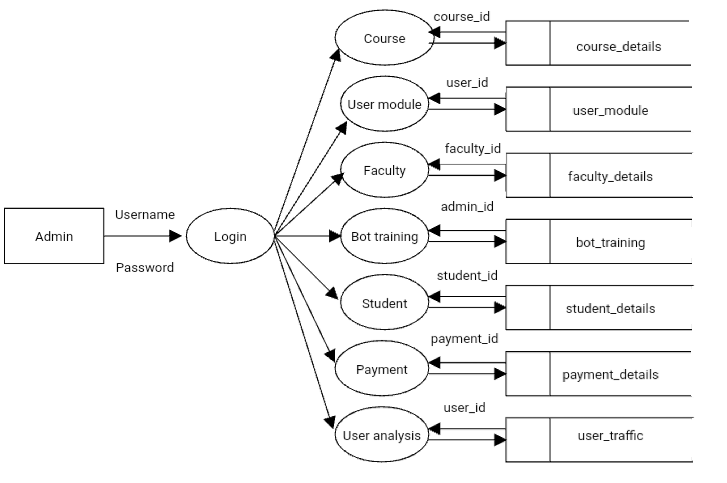 course_id
Course
course_details
user_id
User module
user_module
faculty_id
Faculty
faculty_details
Username
Admin
Login
Password
admin_id
Bot training
bot_training
student_id
Student
student_details
payment_id
Payment
payment_details
user_id
User analysis
user_traffic